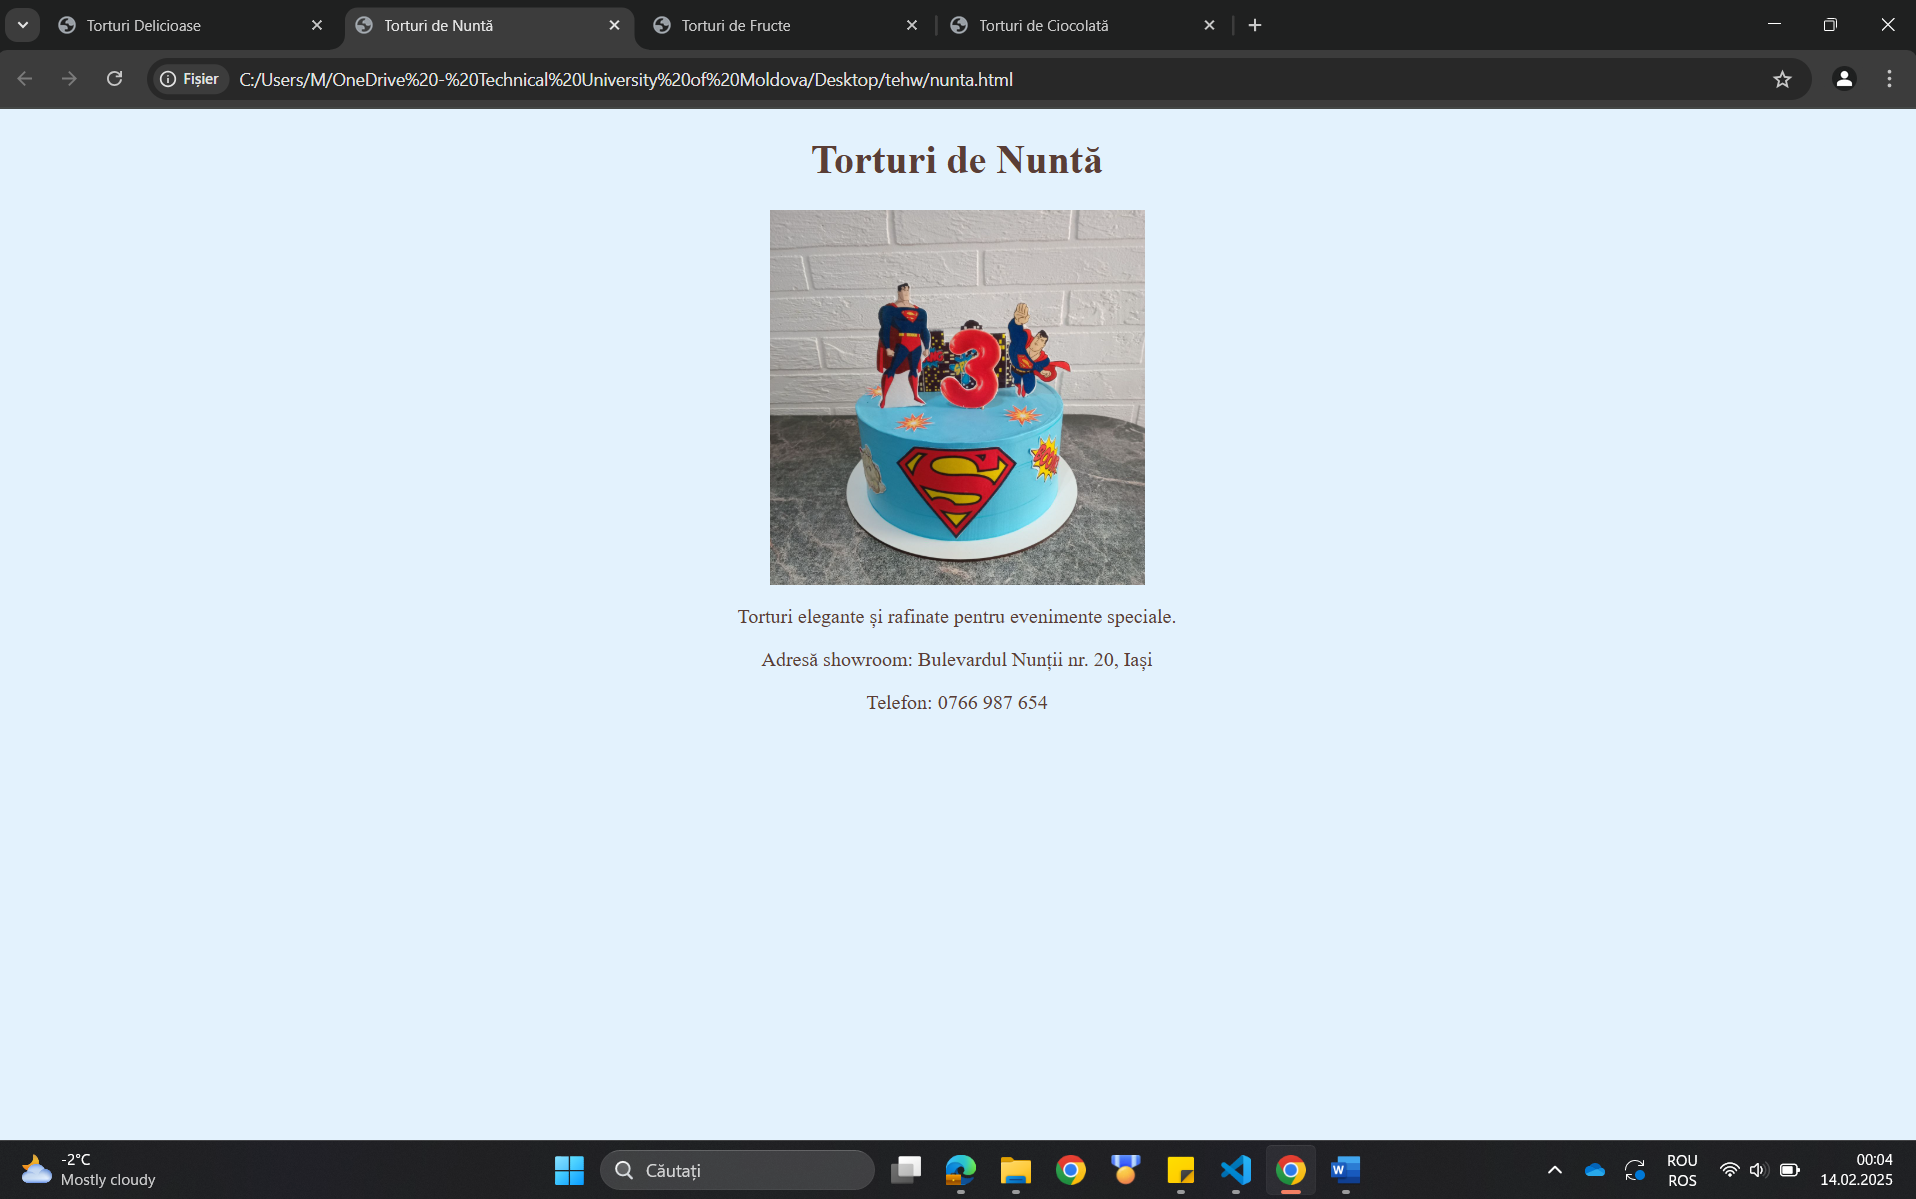 Torturi Delicioase
Torturi de Nuntă
Torturi de Fructe
Torturi de Ciocolată
Fișier
C:/Users/M/OneDrive%20-%20Technical%20University%20of%20Moldova/Desktop/tehw/nunta.html
Torturi de Nuntă
3
S
BOOM!
Torturi elegante și rafinate pentru evenimente speciale.
Adresă showroom: Bulevardul Nunții nr. 20, Iași
Telefon: 0766 987 654
-2°C
Mostly cloudy
Căutați
W
ROU
ROS
00:04
14.02.2025